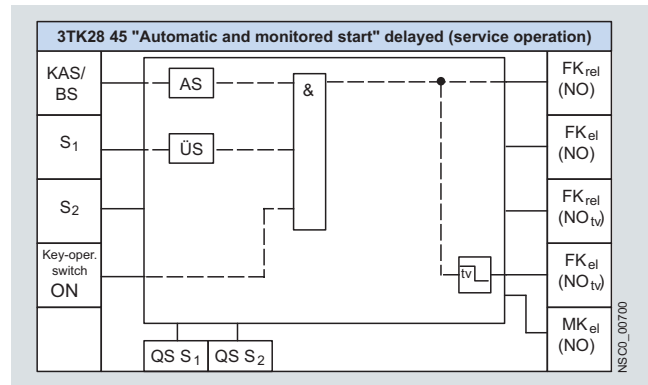 3TK28 45 "Automatic and monitored start" delayed (service operation)
KAS/
BS
AS
&
FKrel
(NO)
S1
ÜS
FKel
(NO)
S2
FKrel
(NOtv)
Key-oper.
switch
ON
tv
FKel
(NOtv)
MKel
(NO)
QS S1
QS S2
NSC0_00700